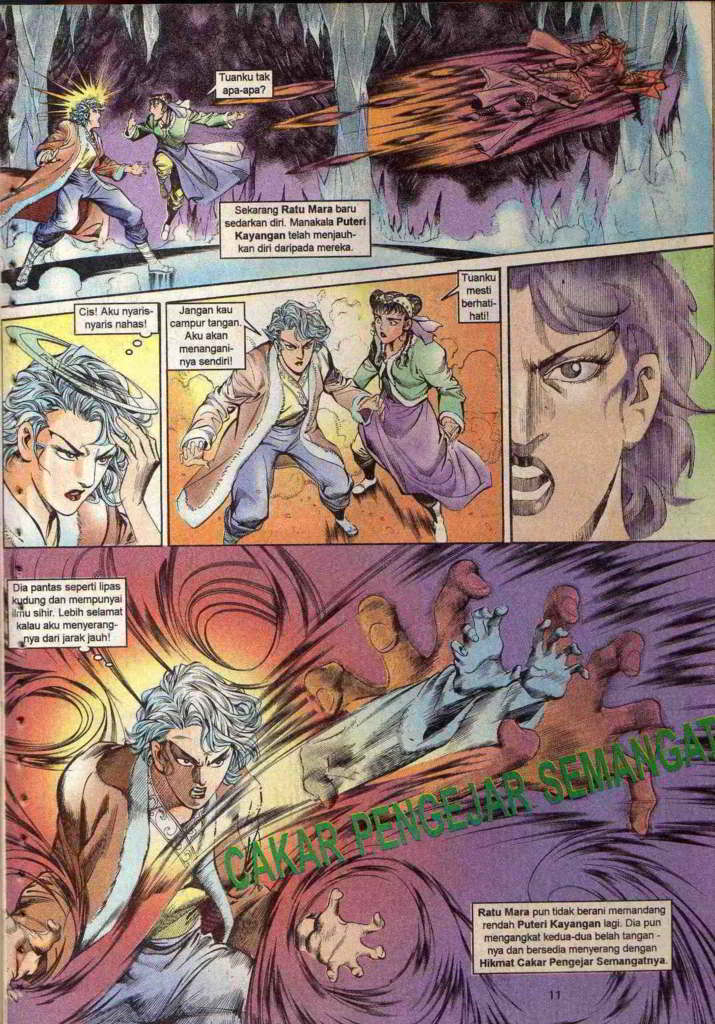 Tuanku tak
apa-apa?
Sekarang Ratu Mara baru
sedarkan diri. Manakala Puteri
Kayangan telah menjauh-
kan diri daripada mereka.
Cis! Aku nyaris-
nyaris nahas!
Jangan kau
campur tangan.
Aku akan
menangani-
nya sendiri!
Tuanku
mesti
berhati-
hati!
Dia pantas seperti lipas
kudung dan mempunyai
ilmu sihir. Lebih selamat
kalau aku menyerang-
nya dari jarak jauh!
CAKAR PENGEJAR SEMANGAT
Ratu Mara pun tidak berani memandang
rendah Puteri Kayangan lagi. Dia pun
mengangkat kedua-dua belah tangan -
nya dan bersedia menyerang dengan
Hikmat Cakar Pengejar Semangatnya.
11